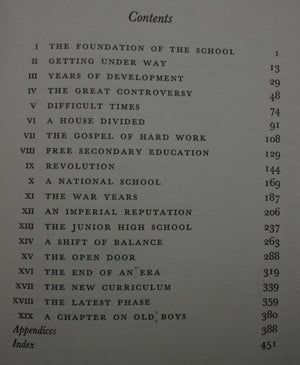 Contents
I THE FOUNDATION OF THE SCHOOL 1
II GETTING UNDER WAY 13
III YEARS OF DEVELOPMENT 29
IV THE GREAT CONTROVERSY 48
V DIFFICULT TIMES 74
VI A HOUSE DIVIDED 91
VII THE GOSPEL OF HARD WORK 108
VIII FREE SECONDARY EDUCATION 129
IX REVOLUTION 144
X A NATIONAL SCHOOL 169
XI THE WAR YEARS 187
XII AN IMPERIAL REPUTATION 206
XIII THE JUNIOR HIGH SCHOOL 237
XIV A SHIFT OF BALANCE 263
XV THE OPEN DOOR 288
XVI THE END OF AN ERA 319
XVII THE NEW CURRICULUM 339
XVIII THE LATEST PHASE 359
XIX A CHAPTER ON OLD BOYS 380
Appendices 388
Index 451